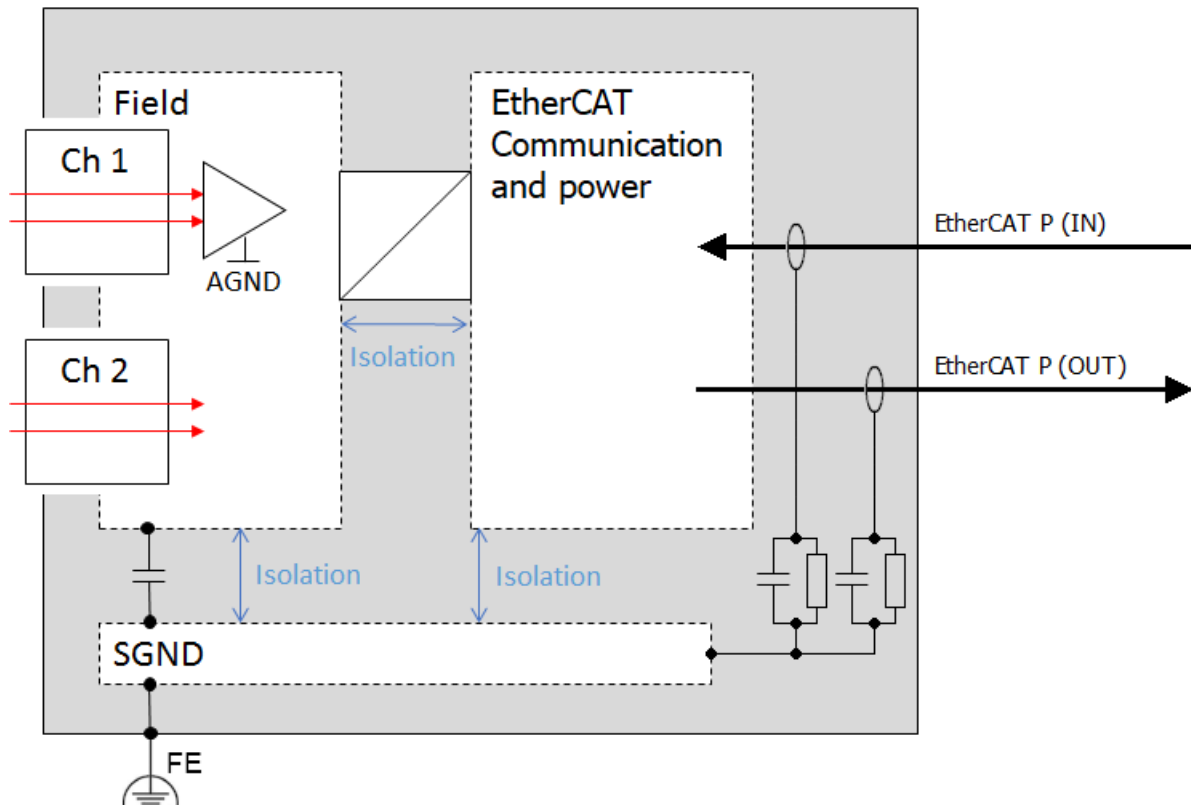 Field
EtherCAT
Communication
and power
Ch 1
AGND
EtherCAT P (IN)
Isolation
Ch 2
EtherCAT P (OUT)
Isolation
Isolation
SGND
FE